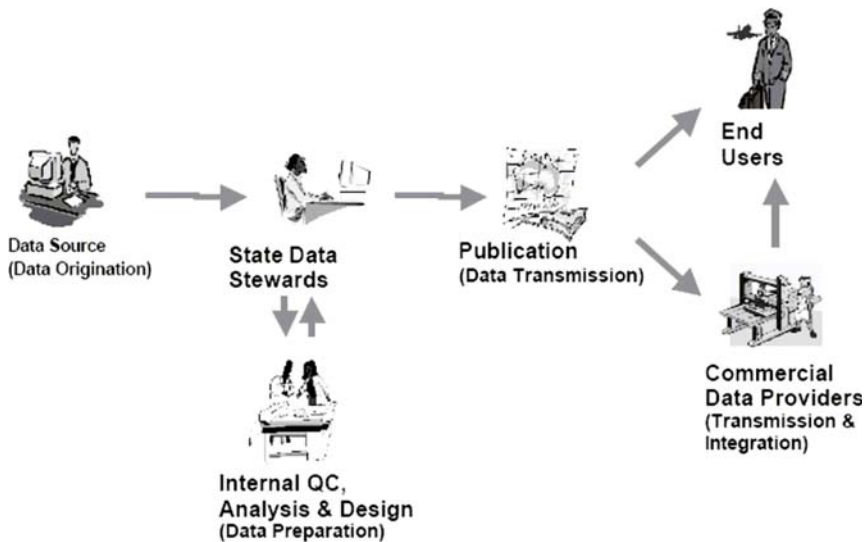 Data Source
(Data Origination)
State Data
Stewards
Internal QC,
Analysis & Design
(Data Preparation)
Publication
(Data Transmission)
End
Users
Commercial
Data Providers
(Transmission &
Integration)